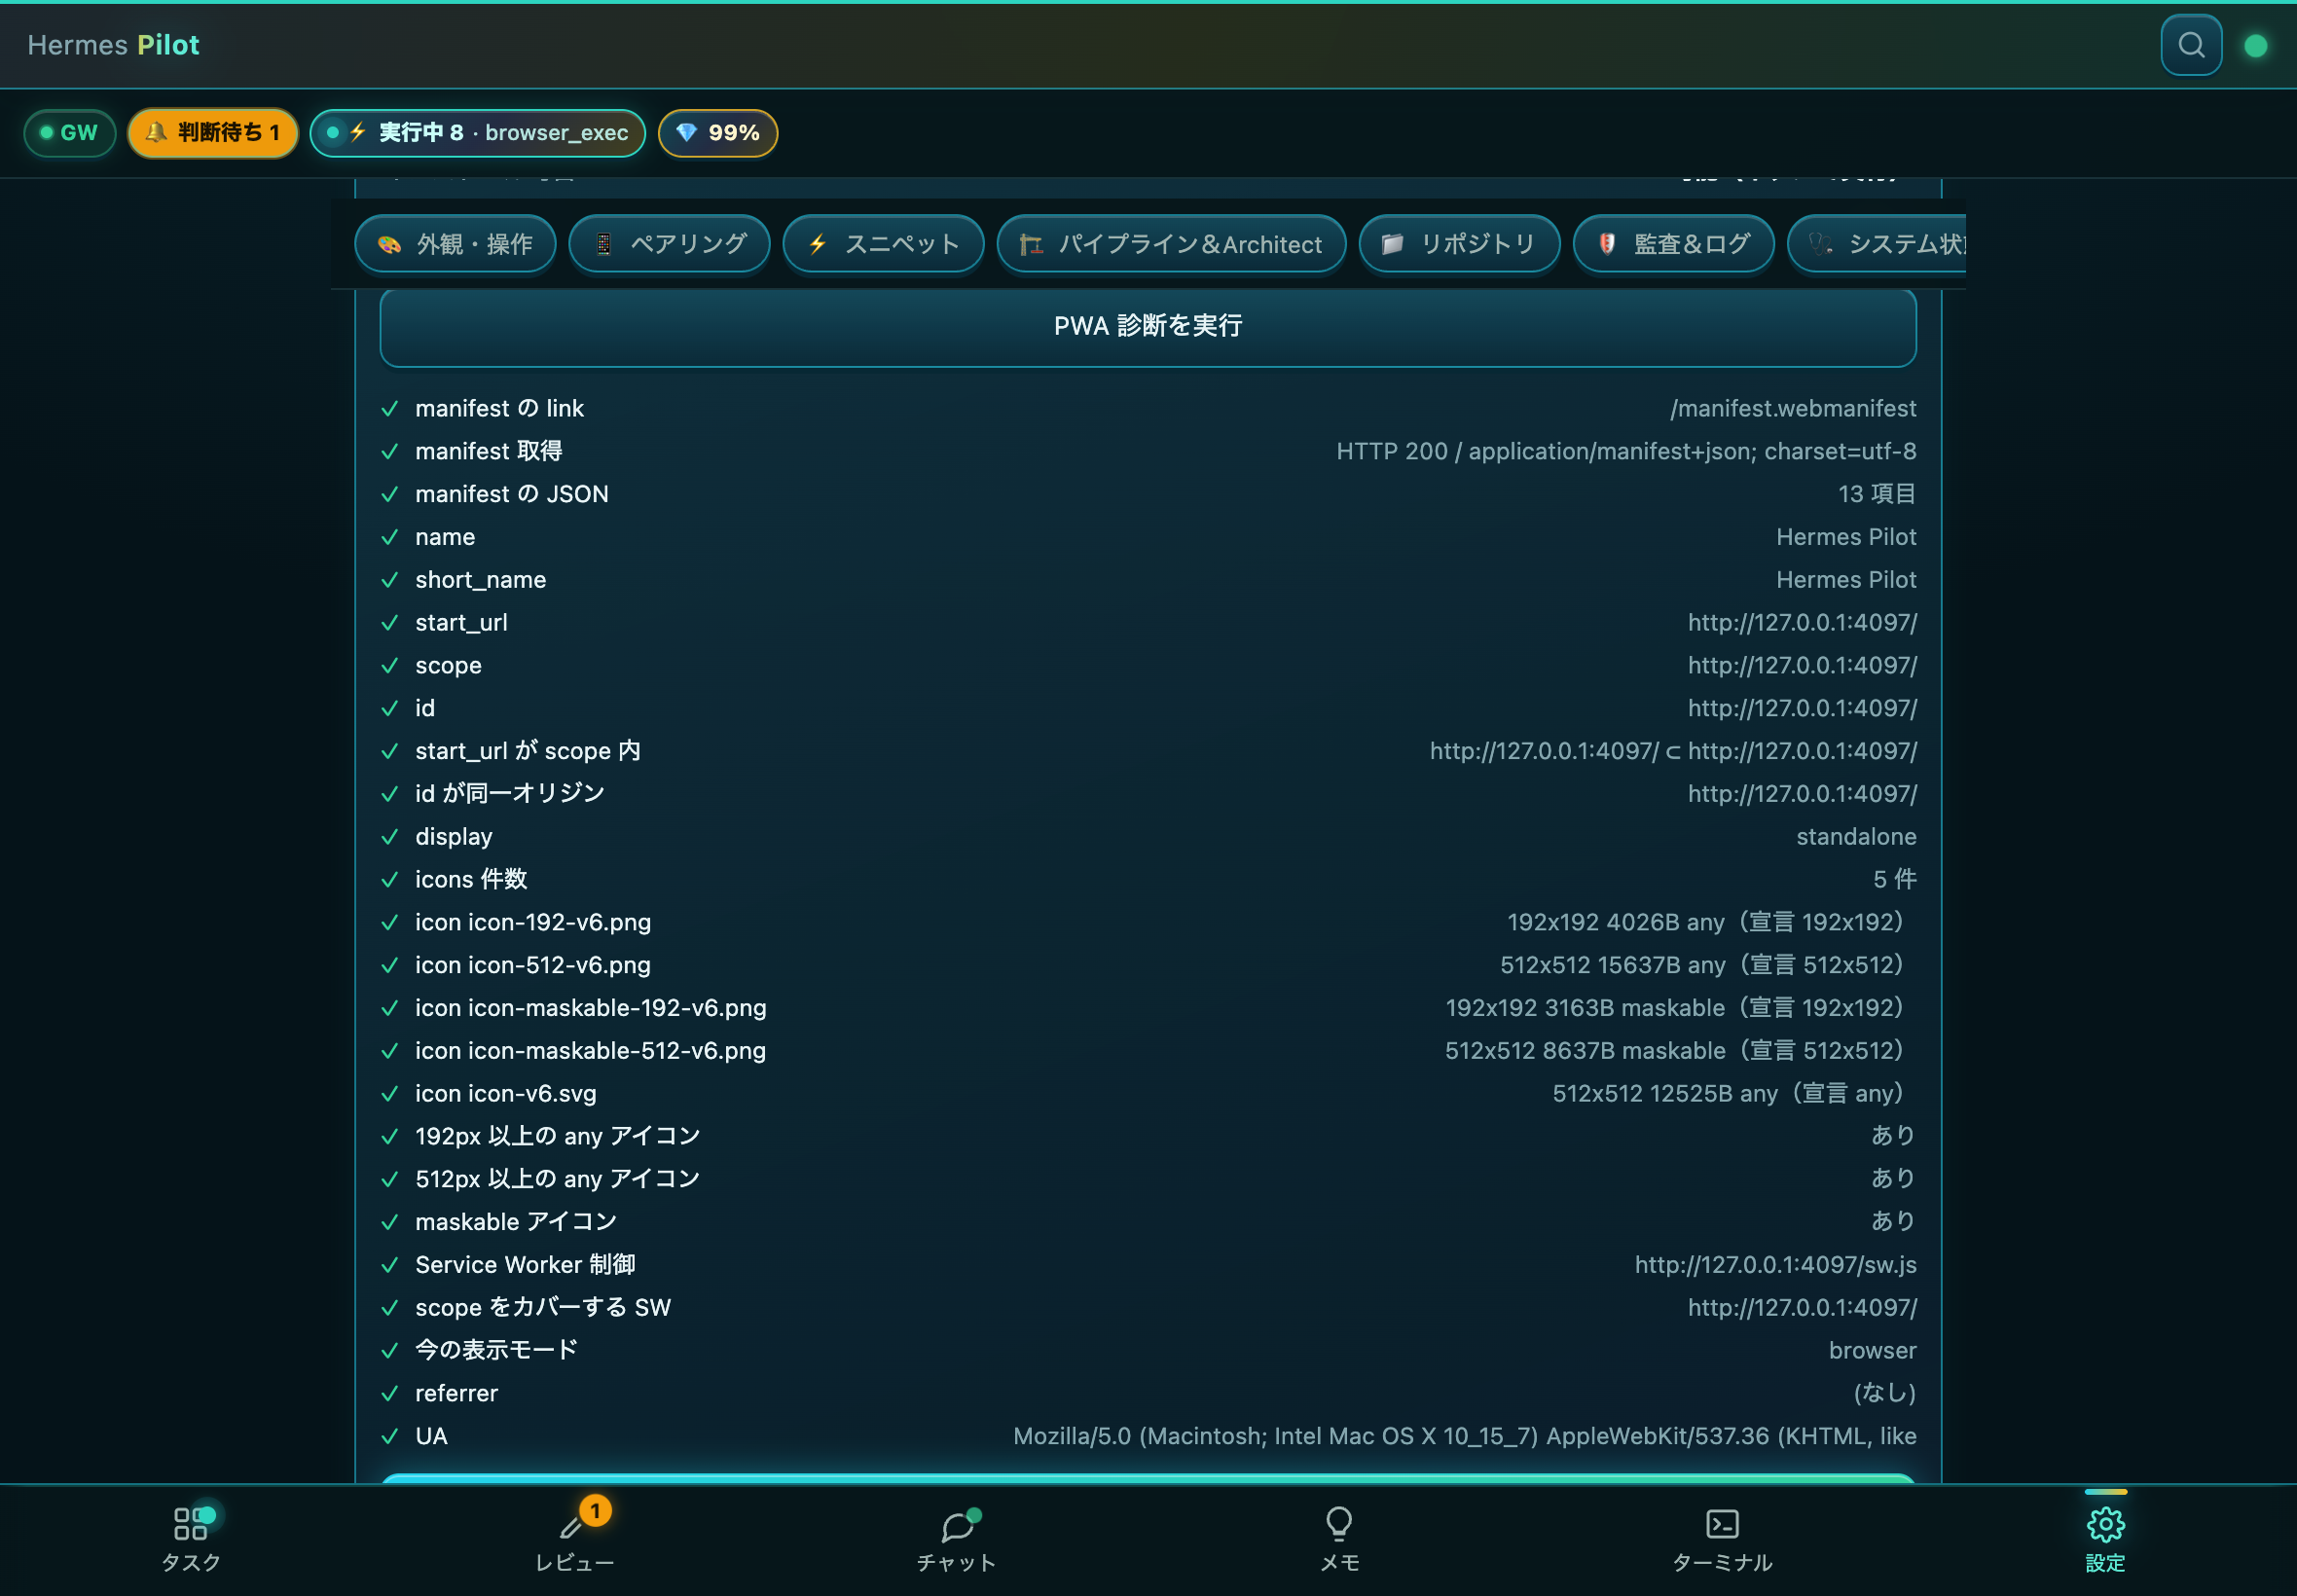 Hermes Pilot
GW
判断待ち 1
実行中 8 · browser_exec
99%
外観・操作
ペアリング
スニペット
パイプライン＆Architect
リポジトリ
監査＆ログ
システム状
PWA 診断を実行
manifest の link /manifest.webmanifest
manifest 取得 HTTP 200 / application/manifest+json; charset=utf-8
manifest の JSON 13 項目
name Hermes Pilot
short_name Hermes Pilot
start_url http://127.0.0.1:4097/
scope http://127.0.0.1:4097/
id http://127.0.0.1:4097/
start_url が scope 内 http://127.0.0.1:4097/ ⊂ http://127.0.0.1:4097/
id が同一オリジン http://127.0.0.1:4097/
display standalone
icons 件数 5 件
icon icon-192-v6.png 192x192 4026B any（宣言 192x192）
icon icon-512-v6.png 512x512 15637B any（宣言 512x512）
icon icon-maskable-192-v6.png 192x192 3163B maskable（宣言 192x192）
icon icon-maskable-512-v6.png 512x512 8637B maskable（宣言 512x512）
icon icon-v6.svg 512x512 12525B any（宣言 any）
192px 以上の any アイコン あり
512px 以上の any アイコン あり
maskable アイコン あり
Service Worker 制御 http://127.0.0.1:4097/sw.js
scope をカバーする SW http://127.0.0.1:4097/
今の表示モード browser
referrer (なし)
UA Mozilla/5.0 (Macintosh; Intel Mac OS X 10_15_7) AppleWebKit/537.36 (KHTML, like
タスク
1
レビュー
チャット
メモ
ターミナル
設定